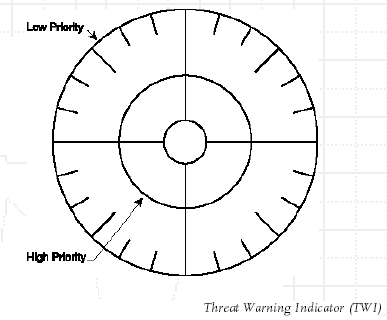 Low Priority
High Priority
Threat Warning Indicator (TWI)